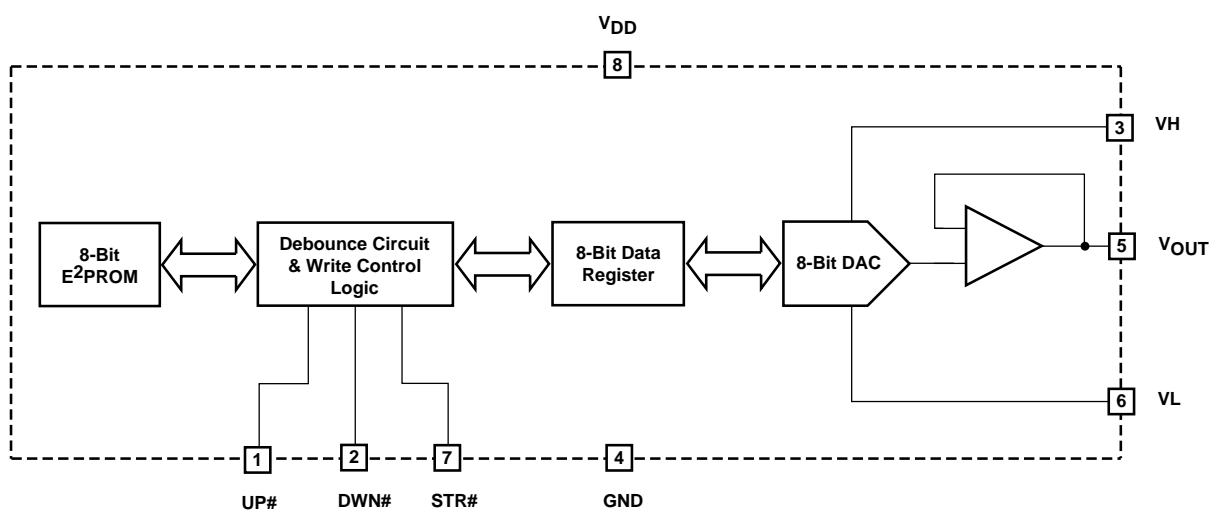 VDD
8
3 VH
8-Bit
E2PROM
Debounce Circuit
& Write Control
Logic
8-Bit Data
Register
8-Bit DAC
5 VOUT
6 VL
1
2
7
4
UP#
DWN#
STR#
GND